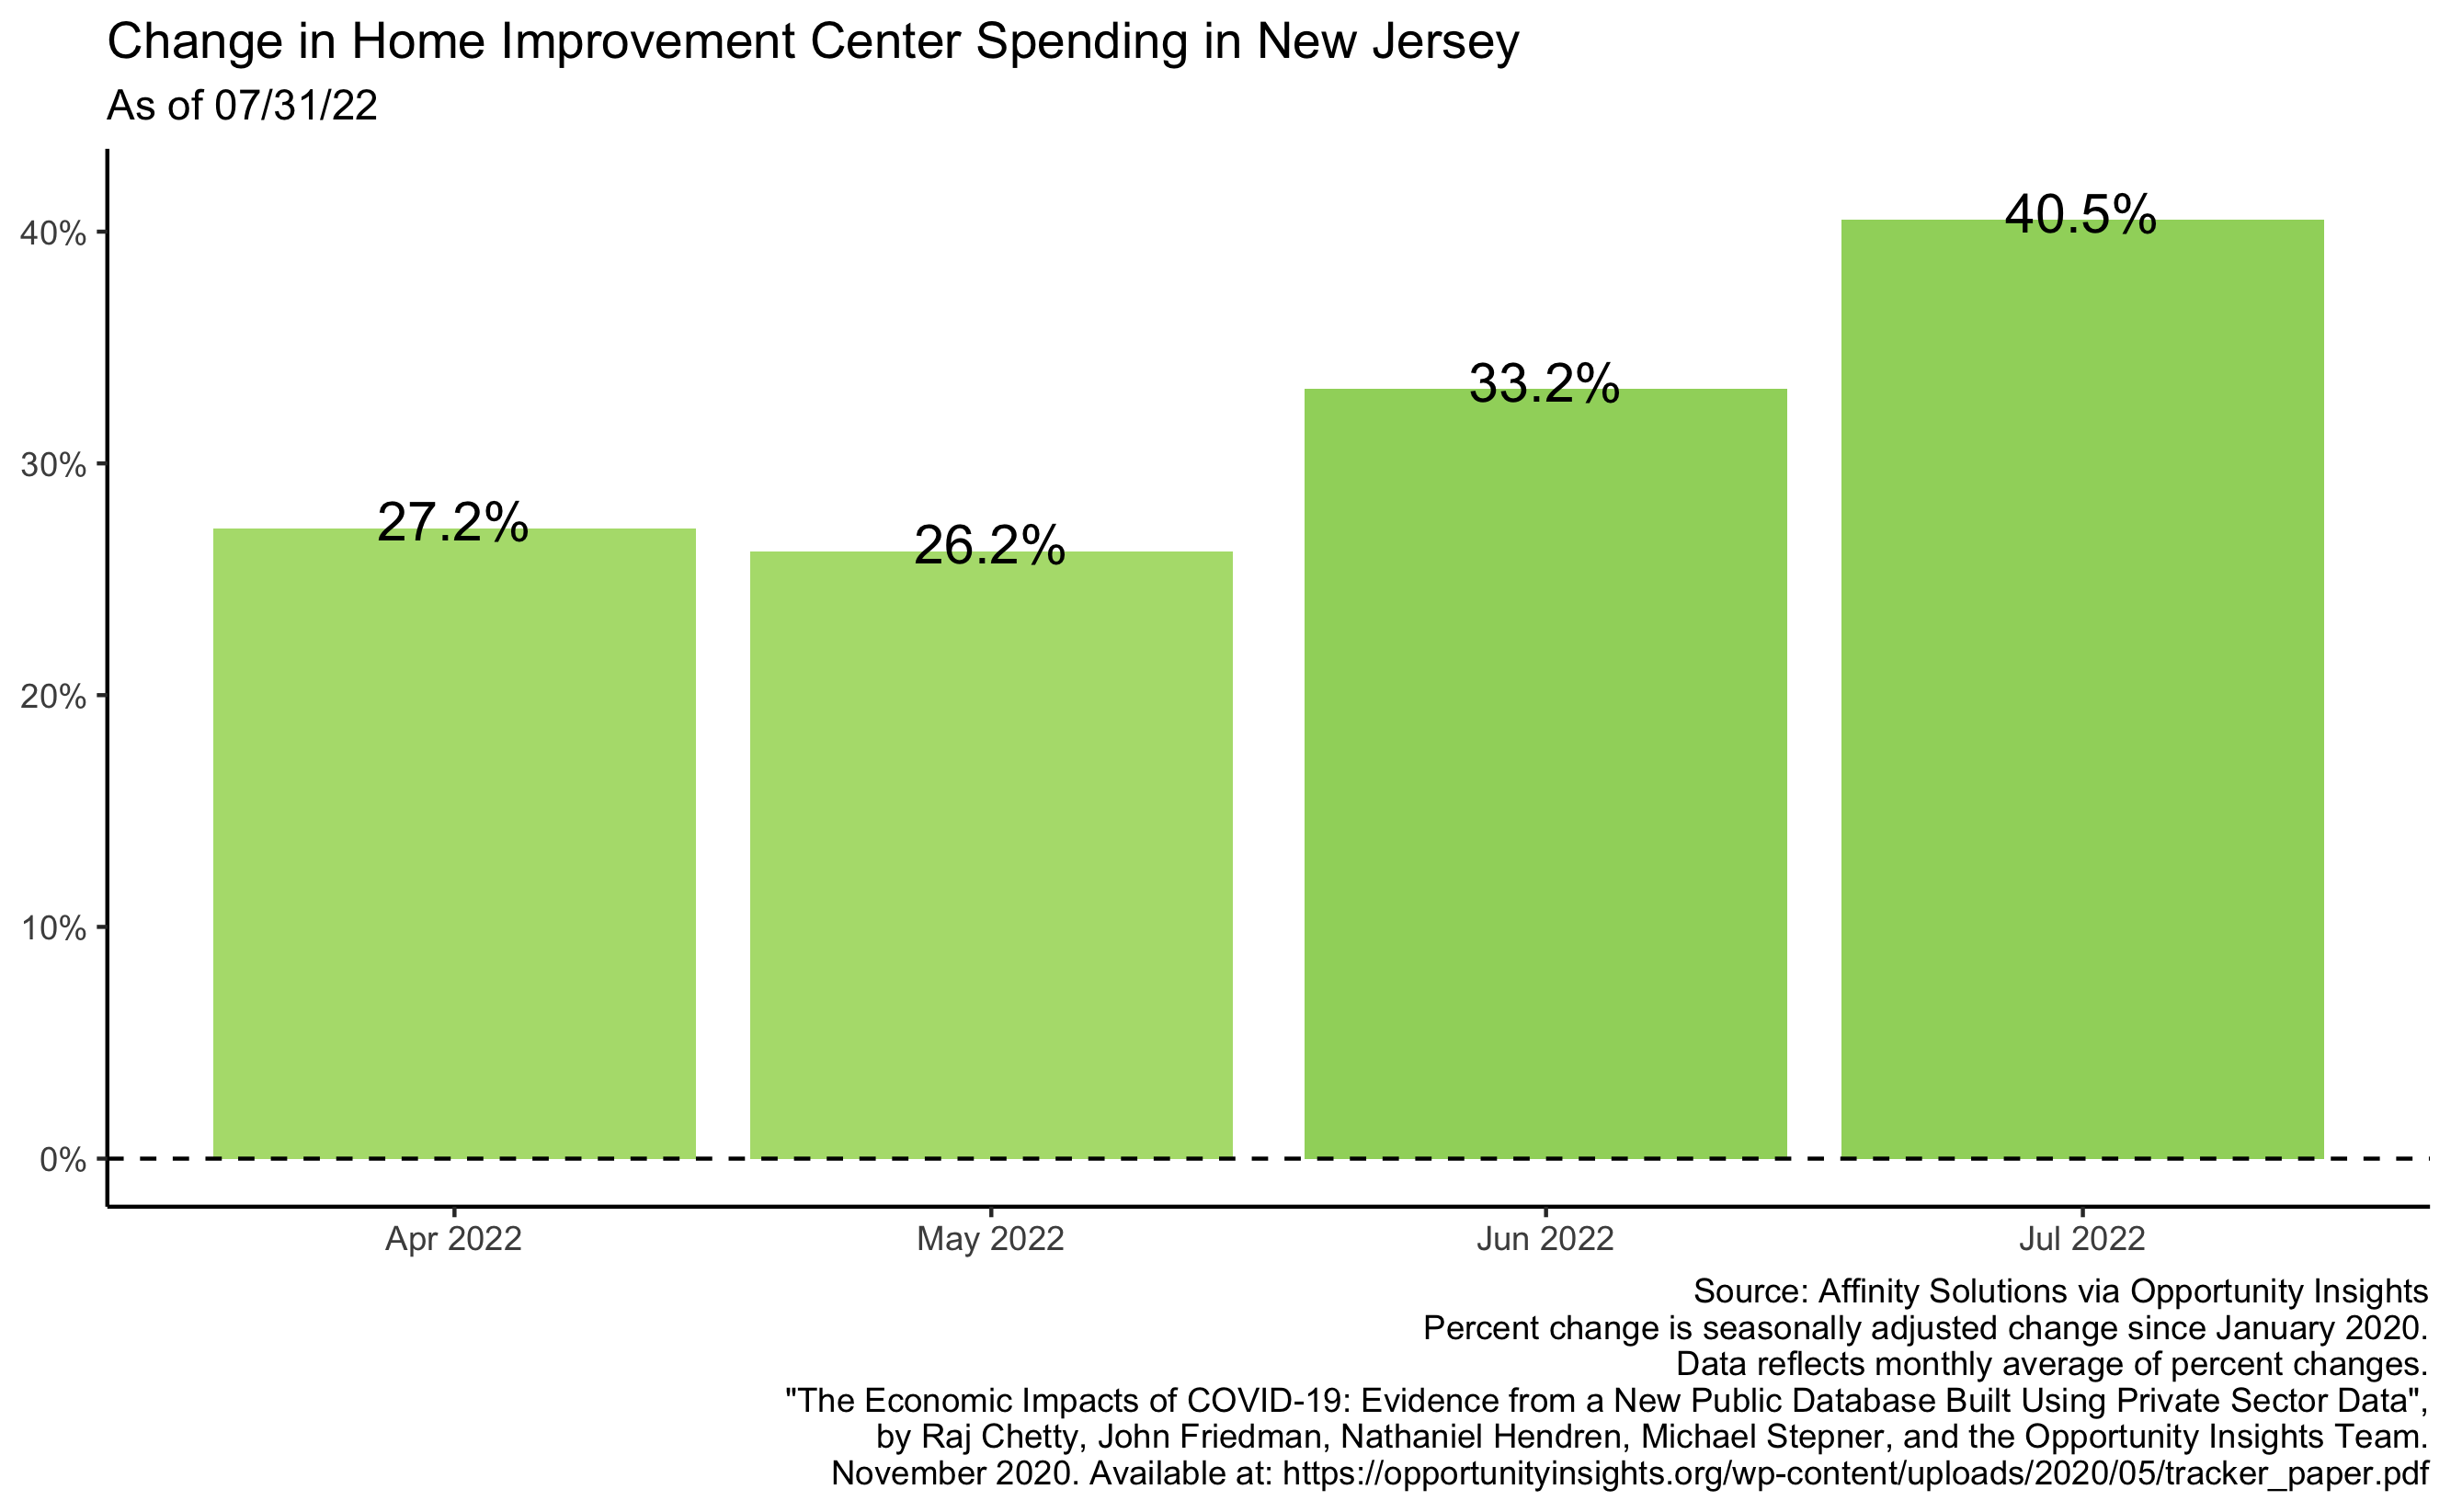 Change in Home Improvement Center Spending in New Jersey
As of 07/31/22
40%
30%
20%
10%
0%
27.2%
26.2%
33.2%
40.5%
Apr 2022
May 2022
Jun 2022
Jul 2022
Source: Affinity Solutions via Opportunity Insights
Percent change is seasonally adjusted change since January 2020.
Data reflects monthly average of percent changes.
"The Economic Impacts of COVID-19: Evidence from a New Public Database Built Using Private Sector Data",
by Raj Chetty, John Friedman, Nathaniel Hendren, Michael Stepner, and the Opportunity Insights Team.
November 2020. Available at: https://opportunityinsights.org/wp-content/uploads/2020/05/tracker_paper.pdf